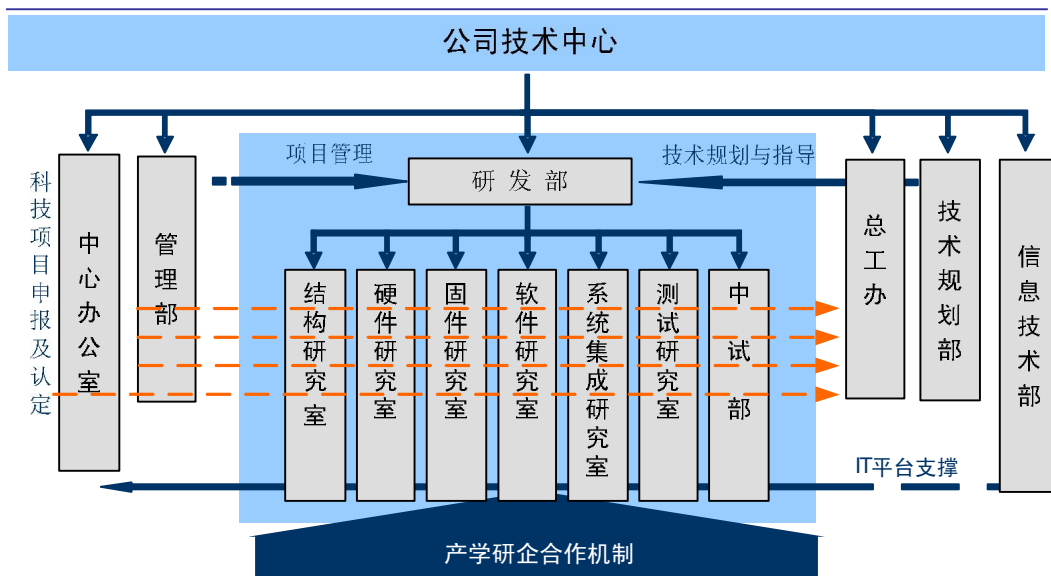 公司技术中心
项目管理
技术规划与指导
研发部
科技项目申报及认定
中心办公室
管理部
结构研究室
硬件研究室
固件研究室
软件研究室
系统集成研究室
测试研究室
中试部
总工办
技术规划部
信息技术部
IT平台支撑
产学研企合作机制